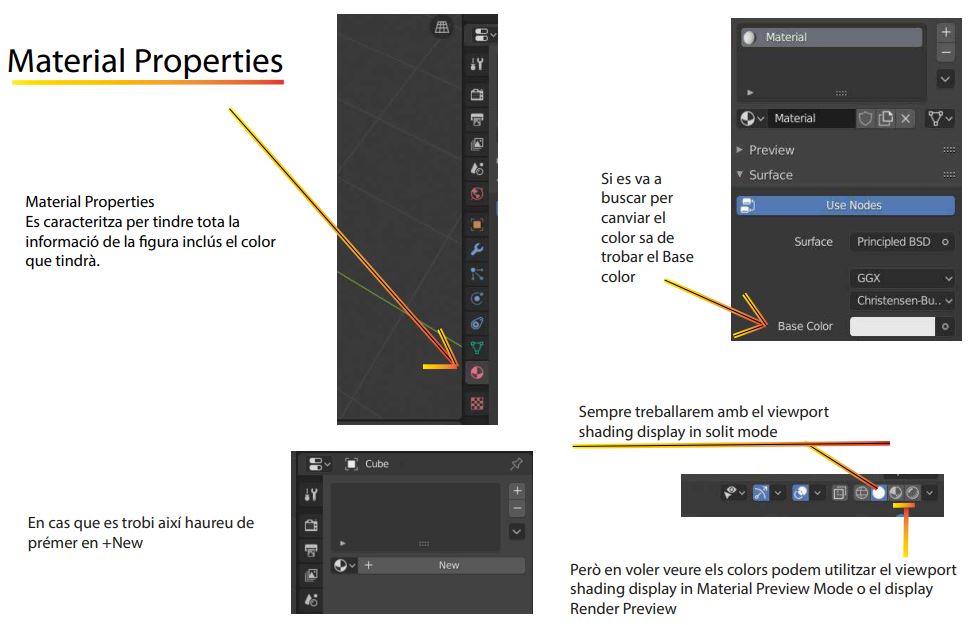 Material Properties
Material Properties
Es caracteritza per tindre tota la
informació de la figura inclús el color
que tindrà.
Material
Material
Preview
Surface
Use Nodes
Surface Principled BSD
GGX
Christensen-Bu..
Base Color
Si es va a
buscar per
canviar el
color sa de
trobar el Base
color
Sempre treballarem amb el viewport
shading display in solit mode
Cube
+ New
En cas que es trobi així haureu de
prémer en +New
Però en voler veure els colors podem utilitzar el viewport
shading display in Material Preview Mode o el display
Render Preview